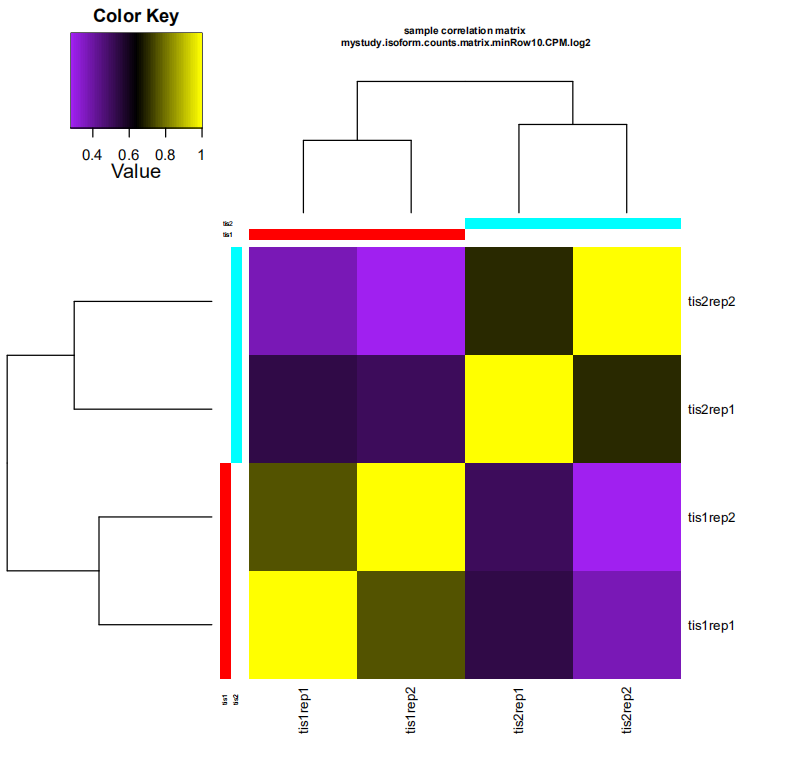 Color Key
0.4 0.6 0.8 1
Value
sample correlation matrix
mystudy.isoform.counts.matrix.minRow10.CPM.log2
tis2
tis1
tis2rep2
tis2rep1
tis1rep2
tis1rep1
tis1
tis2
tis1rep1
tis1rep2
tis2rep1
tis2rep2